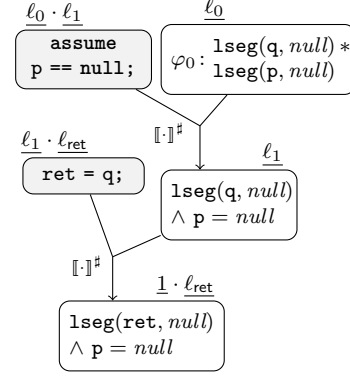 ℓ₀ · ℓ₁
ℓ₀
assume
p == null;
φ₀: lseg(q, null) *
lseg(p, null)
⟦·⟧♯
ℓ₁ · ℓret
ℓ₁
ret = q;
lseg(q, null)
∧ p = null
⟦·⟧♯
1 · ℓret
lseg(ret, null)
∧ p = null